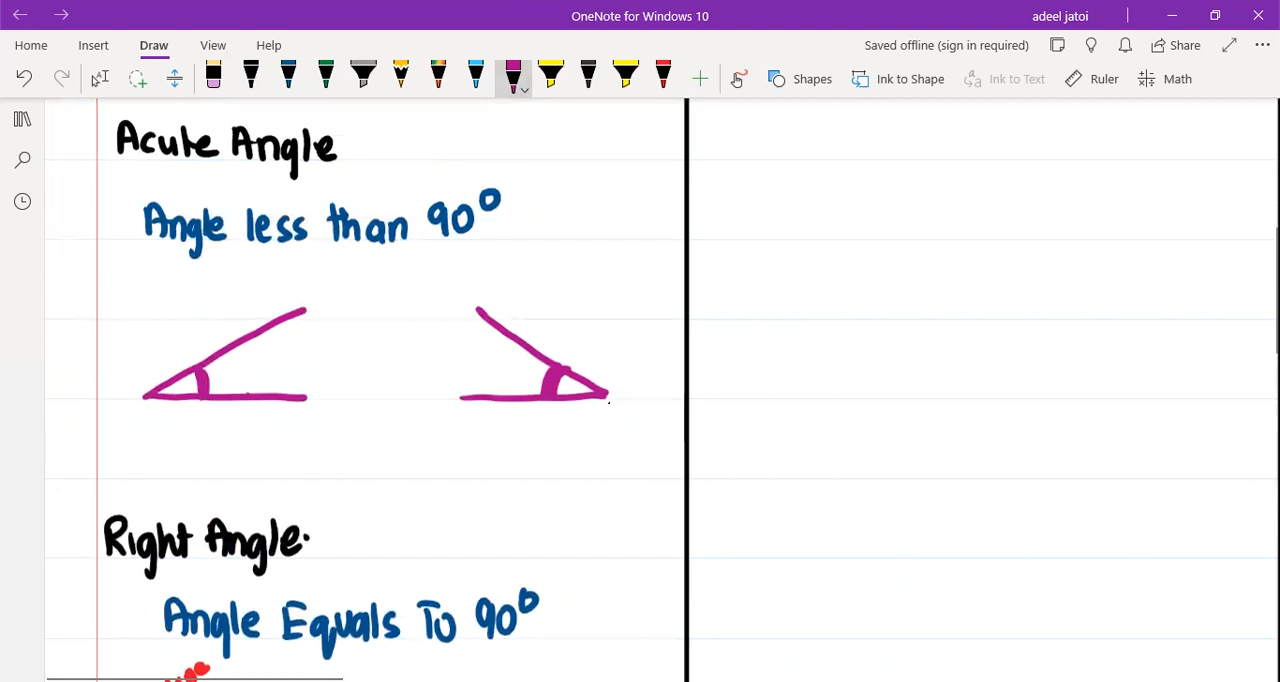 OneNote for Windows 10
adeel jatoi
Home Insert Draw View Help
Saved offline (sign in required)
Share
Shapes
Ink to Shape
Ink to Text
Ruler
Math
Acute Angle
Angle less than 90°
Right Angle.
Angle Equals To 90°